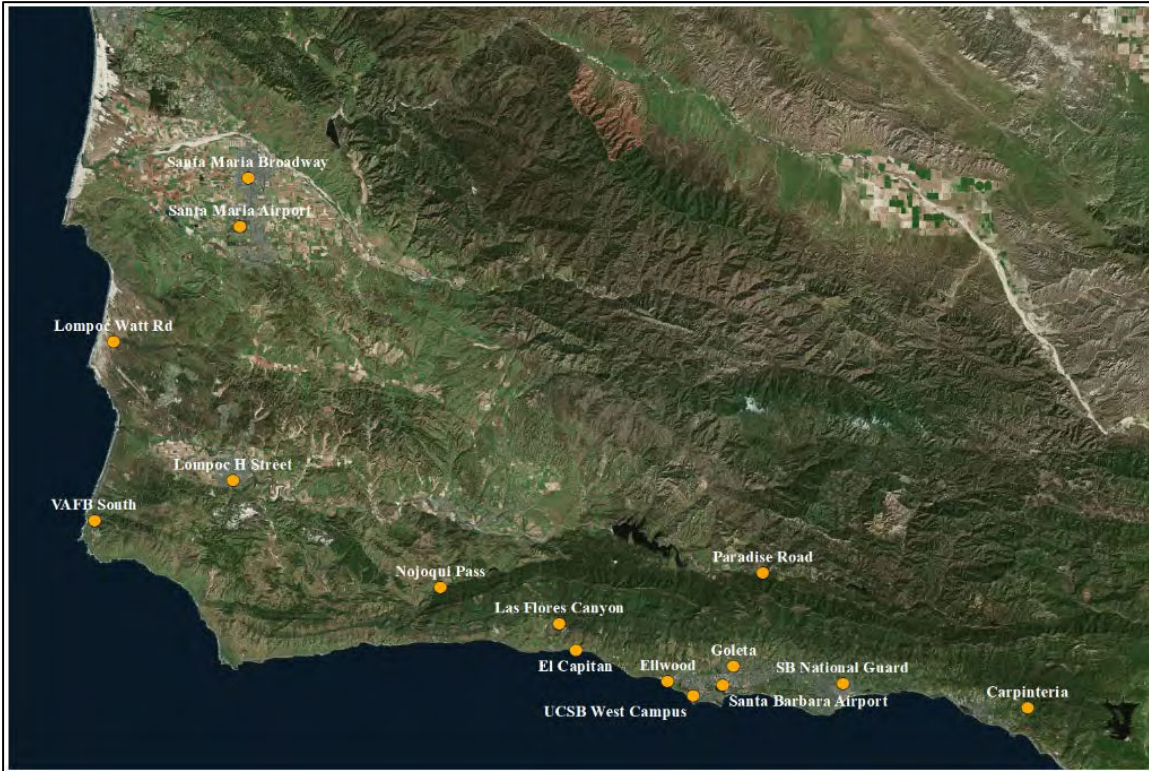 Santa Maria Broadway
Santa Maria Airport
Lompoc Watt Rd
Lompoc H Street
VAFB South
Paradise Road
Nojoqui Pass
Las Flores Canyon
Goleta
El Capitan
Ellwood
SB National Guard
Carpinteria
Santa Barbara Airport
UCSB West Campus